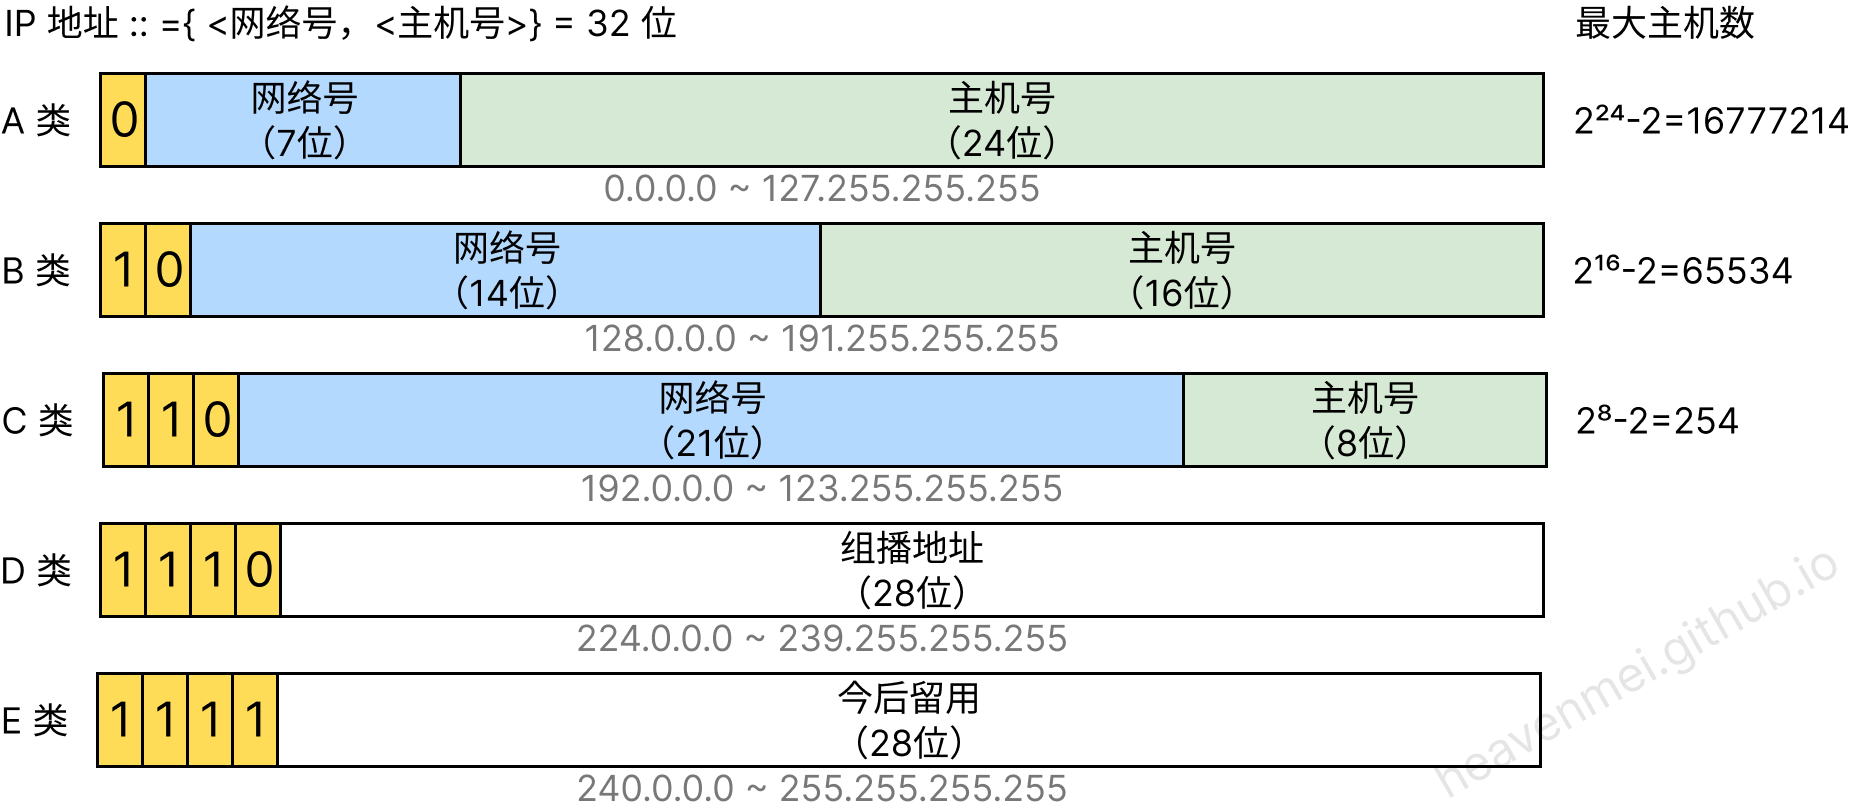 IP 地址 :: ={ <网络号，<主机号>} = 32 位
最大主机数
A 类
0
网络号
（7位）
主机号
（24位）
2²⁴-2=16777214
0.0.0.0 ~ 127.255.255.255
B 类
1 0
网络号
（14位）
主机号
（16位）
2¹⁶-2=65534
128.0.0.0 ~ 191.255.255.255
C 类
1 1 0
网络号
（21位）
主机号
（8位）
2⁸-2=254
192.0.0.0 ~ 123.255.255.255
D 类
1 1 1 0
组播地址
（28位）
224.0.0.0 ~ 239.255.255.255
E 类
1 1 1 1
今后留用
（28位）
240.0.0.0 ~ 255.255.255.255
heavenmei.github.io